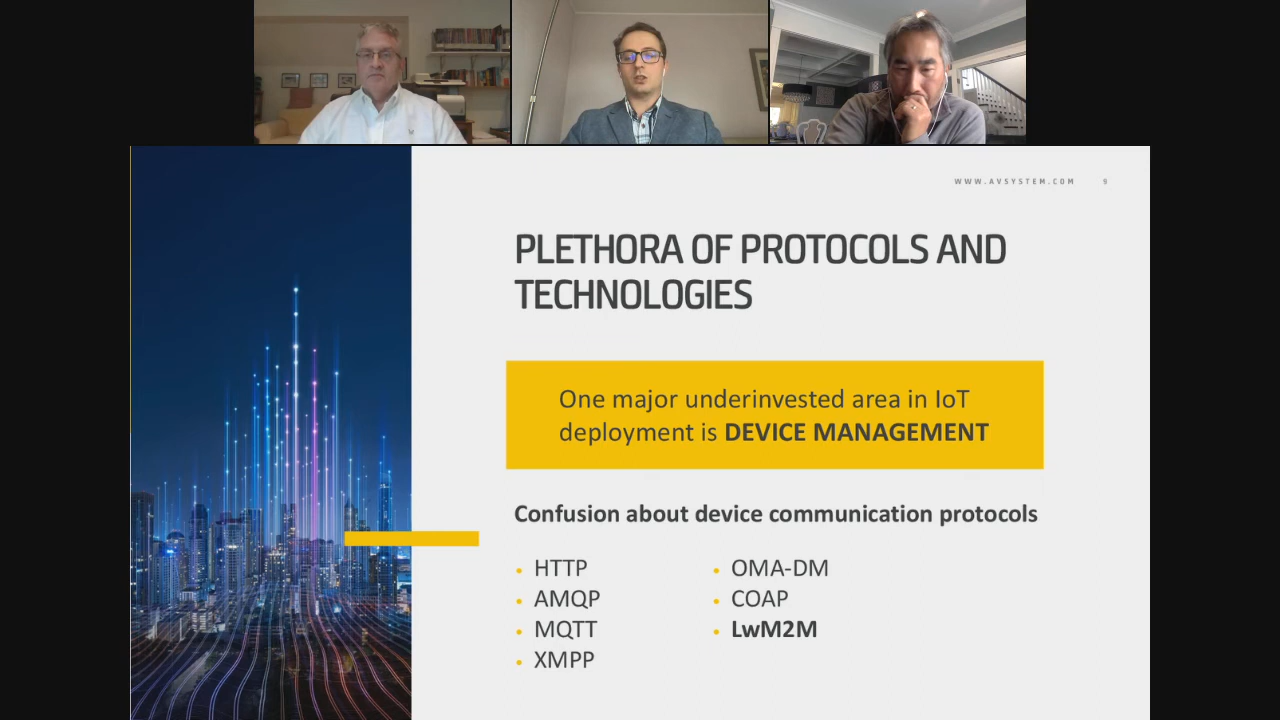 WWW.AVSYSTEM.COM 9
PLETHORA OF PROTOCOLS AND
TECHNOLOGIES
One major underinvested area in IoT
deployment is DEVICE MANAGEMENT
Confusion about device communication protocols
• HTTP
• AMQP
• MQTT
• XMPP
• OMA-DM
• COAP
• LwM2M